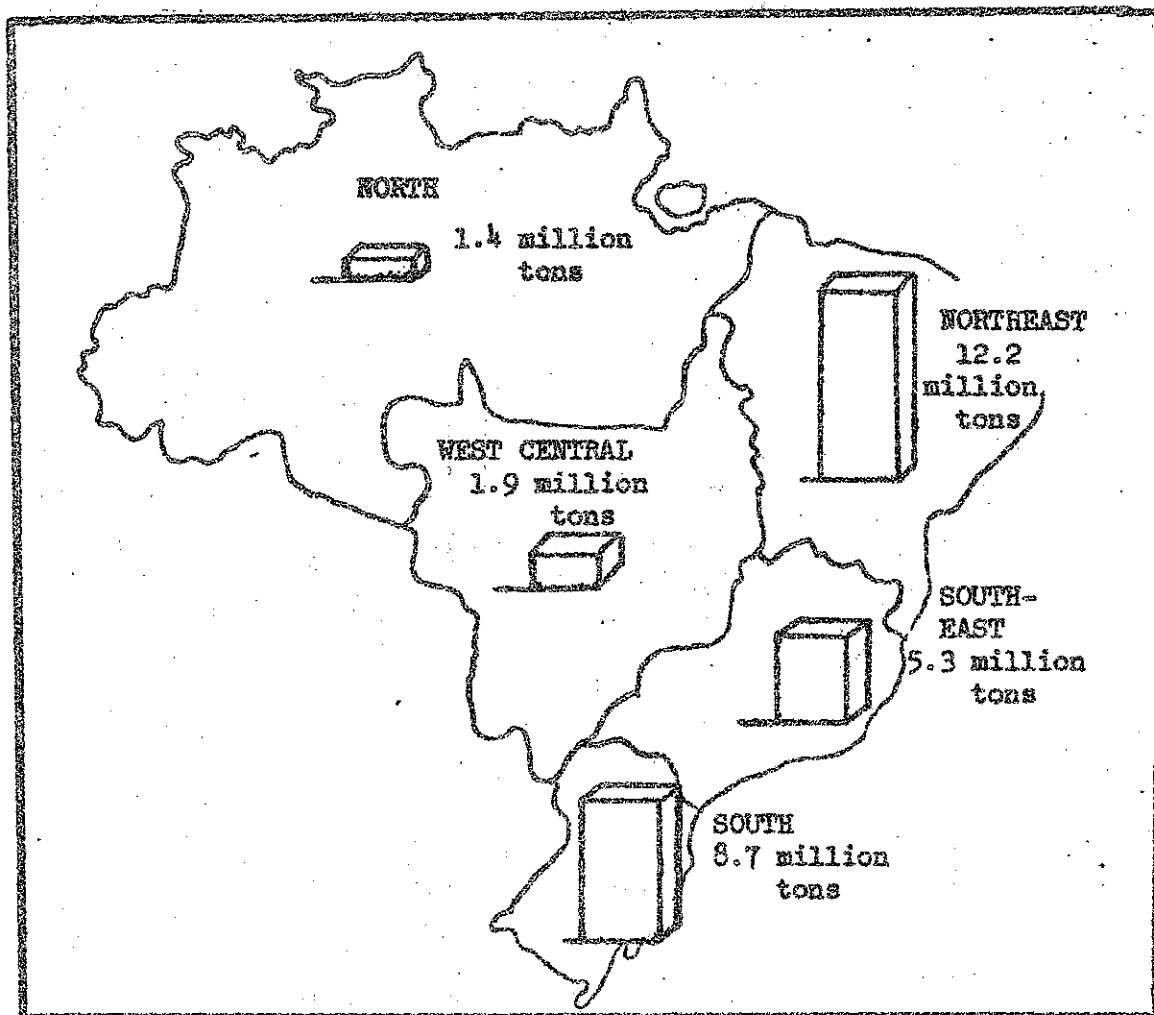 NORTH
1.4 million
tons
NORTHEAST
12.2
million
tons
WEST CENTRAL
1.9 million
tons
SOUTH-
EAST
5.3 million
tons
SOUTH
8.7 million
tons